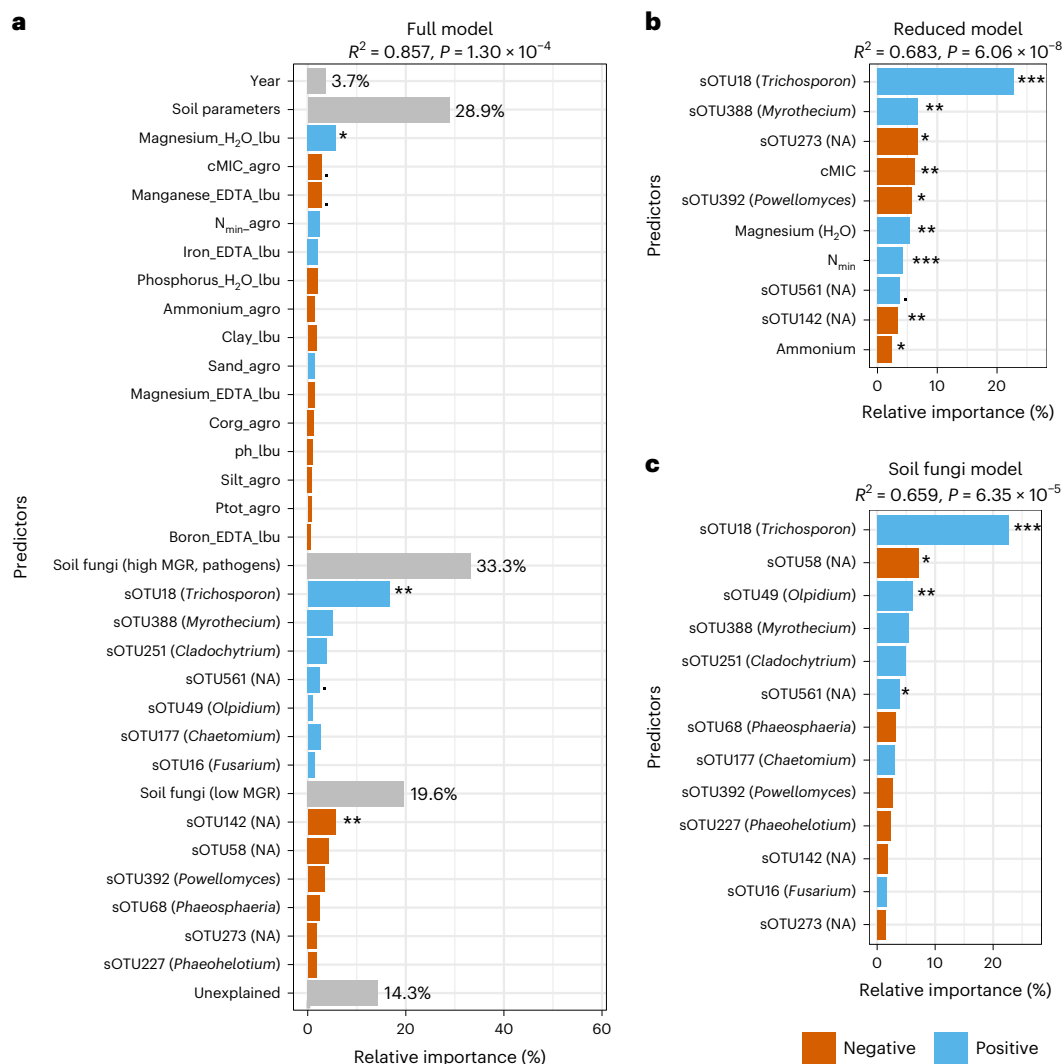 a
Full model
R² = 0.857, P = 1.30 × 10⁻⁴
Predictors
Year 3.7%
Soil parameters 28.9%
Magnesium_H₂O_lbu *
cMIC_agro .
Manganese_EDTA_lbu .
Nₘᵢₙ_agro
Iron_EDTA_lbu
Phosphorus_H₂O_lbu
Ammonium_agro
Clay_lbu
Sand_agro
Magnesium_EDTA_lbu
Corg_agro
ph_lbu
Silt_agro
Ptot_agro
Boron_EDTA_lbu
Soil fungi (high MGR, pathogens) 33.3%
sOTU18 (Trichosporon) **
sOTU388 (Myrothecium)
sOTU251 (Cladochytrium)
sOTU561 (NA) .
sOTU49 (Olpidium)
sOTU177 (Chaetomium)
sOTU16 (Fusarium)
Soil fungi (low MGR) 19.6%
sOTU142 (NA) **
sOTU58 (NA)
sOTU392 (Powellomyces)
sOTU68 (Phaeosphaeria)
sOTU273 (NA)
sOTU227 (Phaeohelotium)
Unexplained 14.3%
0 20 40 60
Relative importance (%)
b
Reduced model
R² = 0.683, P = 6.06 × 10⁻⁸
Predictors
sOTU18 (Trichosporon) ***
sOTU388 (Myrothecium) **
sOTU273 (NA) *
cMIC **
sOTU392 (Powellomyces) *
Magnesium (H₂O) **
Nₘᵢₙ ***
sOTU561 (NA) .
sOTU142 (NA) **
Ammonium *
0 10 20
Relative importance (%)
c
Soil fungi model
R² = 0.659, P = 6.35 × 10⁻⁵
Predictors
sOTU18 (Trichosporon) ***
sOTU58 (NA) *
sOTU49 (Olpidium) **
sOTU388 (Myrothecium)
sOTU251 (Cladochytrium)
sOTU561 (NA) *
sOTU68 (Phaeosphaeria)
sOTU177 (Chaetomium)
sOTU392 (Powellomyces)
sOTU227 (Phaeohelotium)
sOTU142 (NA)
sOTU16 (Fusarium)
sOTU273 (NA)
0 10 20
Relative importance (%)
Negative Positive